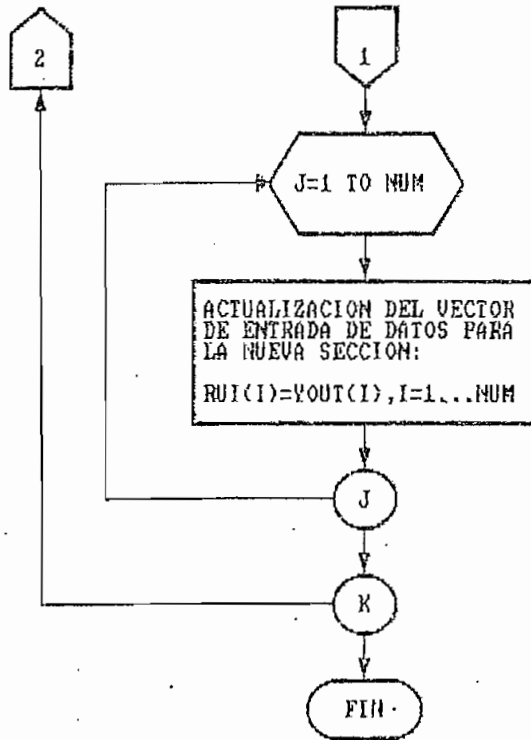 2
1
J=1 TO NUM
ACTUALIZACION DEL VECTOR
DE ENTRADA DE DATOS PARA
LA NUEVA SECCION:
RUI(I)=YOUT(I),I=1...NUM
J
K
FIN